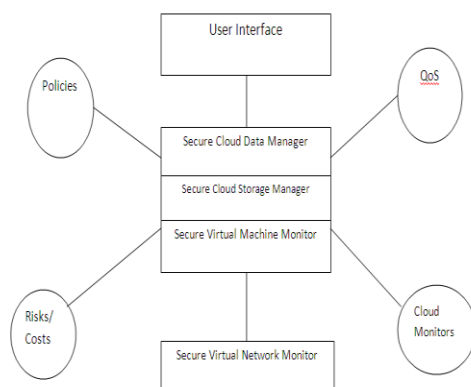 User Interface
Policies
QoS
Secure Cloud Data Manager
Secure Cloud Storage Manager
Secure Virtual Machine Monitor
Risks/
Costs
Cloud
Monitors
Secure Virtual Network Monitor